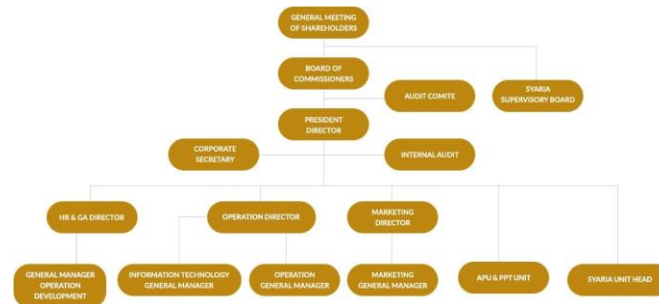 GENERAL MEETING
OF SHAREHOLDERS
BOARD OF
COMMISSIONERS
AUDIT COMITE
SYARIA
SUPERVISORY BOARD
PRESIDENT
DIRECTOR
CORPORATE
SECRETARY
INTERNAL AUDIT
HR & GA DIRECTOR
OPERATION DIRECTOR
MARKETING
DIRECTOR
GENERAL MANAGER
OPERATION
DEVELOPMENT
INFORMATION TECHNOLOGY
GENERAL MANAGER
OPERATION
GENERAL MANAGER
MARKETING
GENERAL MANAGER
APU & PPT UNIT
SYARIA UNIT HEAD